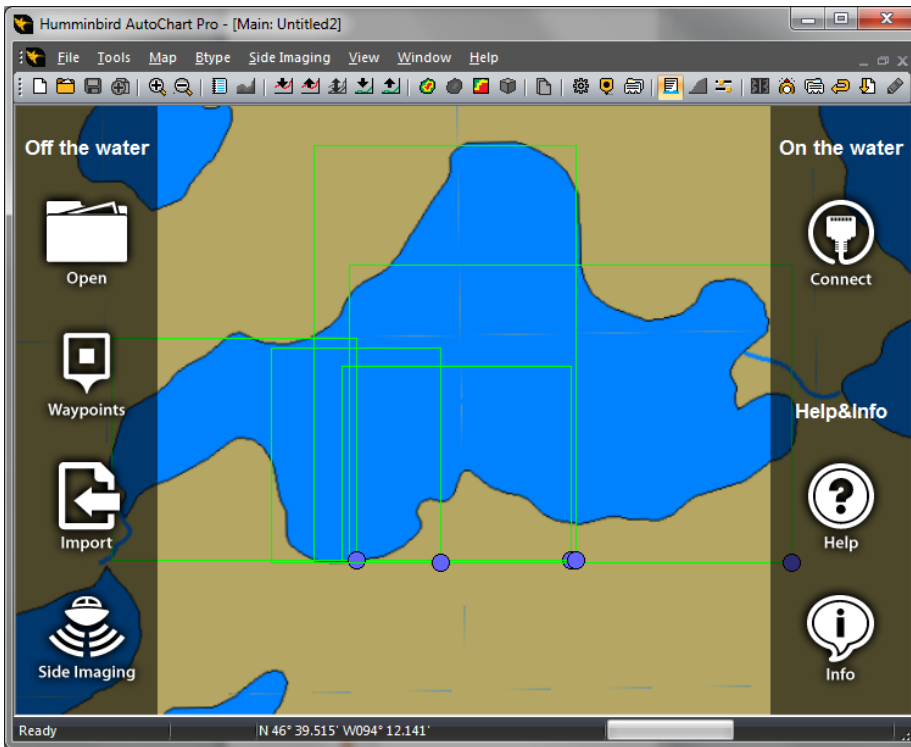 Humminbird AutoChart Pro - [Main: Untitled2]
File Tools Map Btype Side Imaging View Window Help
Off the water
On the water
Open
Connect
Waypoints
Help&Info
Import
Help
Side Imaging
Info
Ready N 46° 39.515' W094° 12.141'